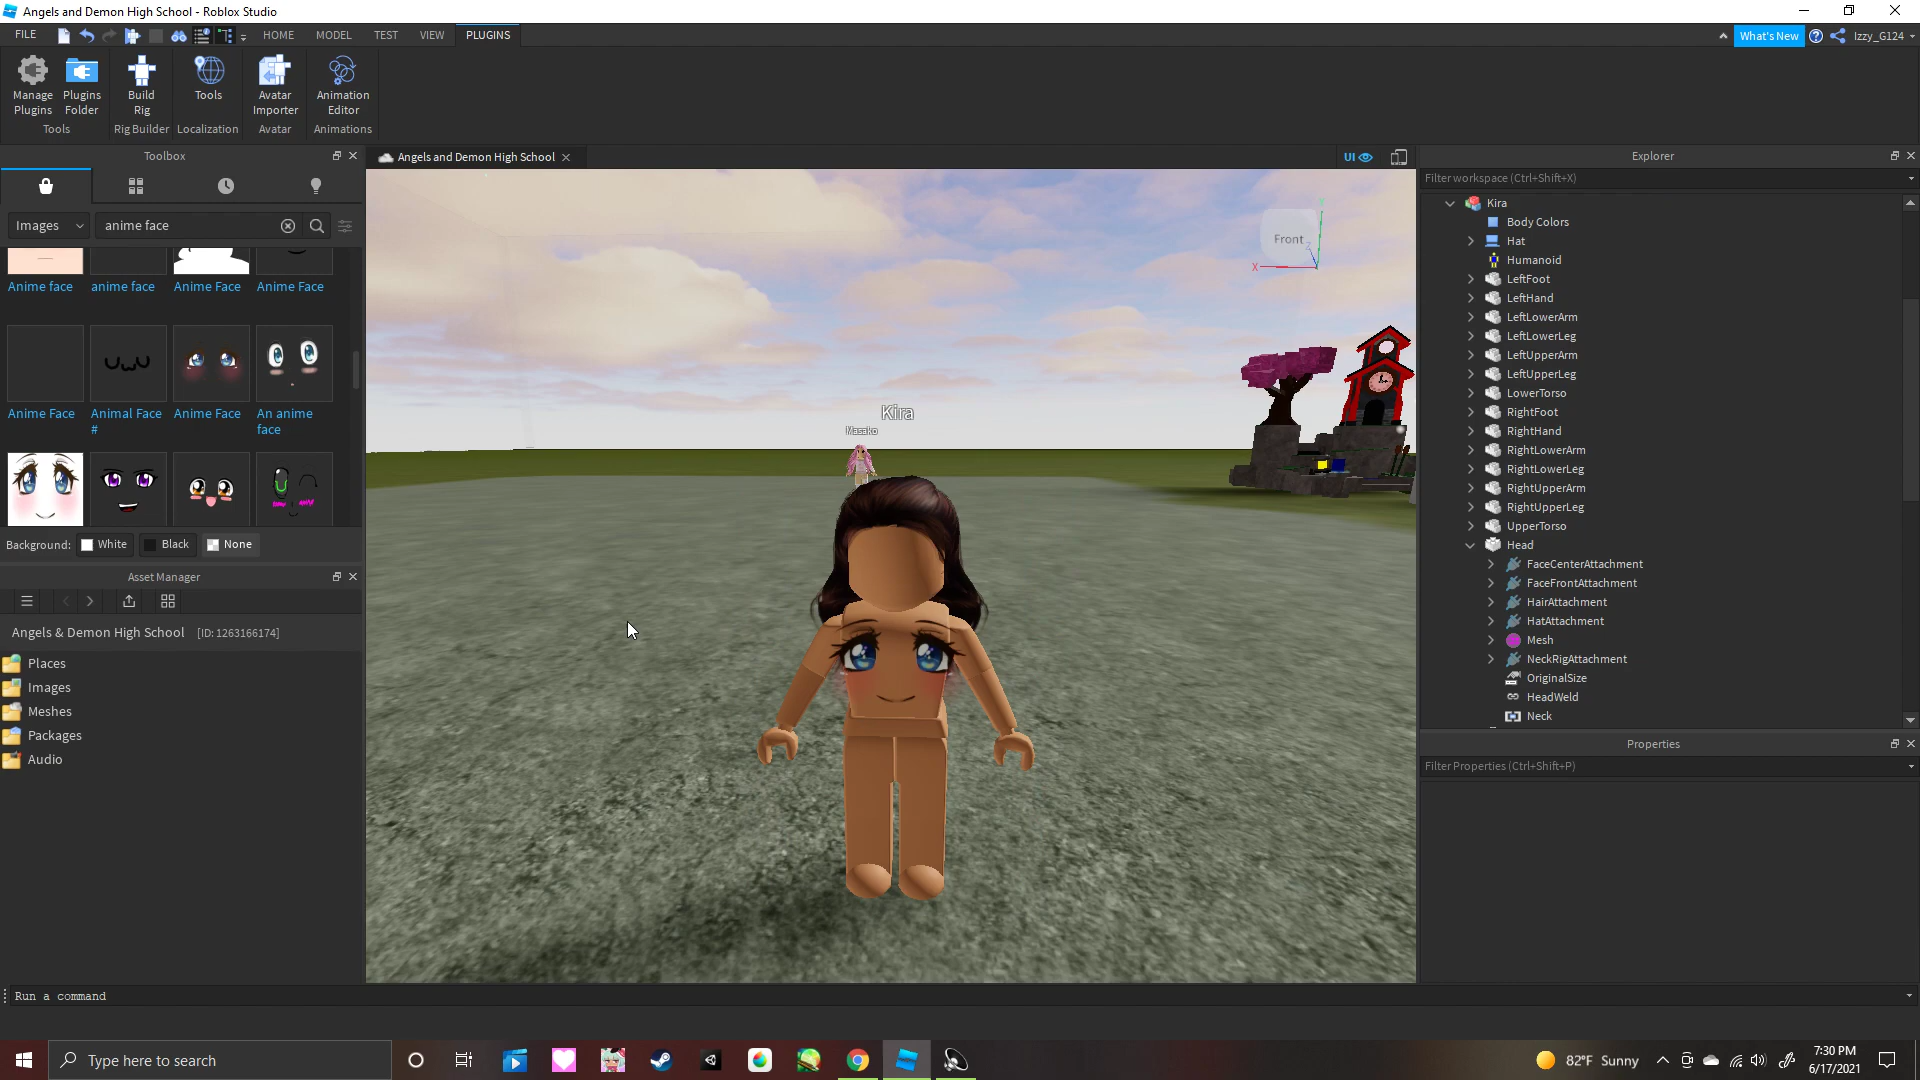 Angels and Demon High School - Roblox Studio
FILE
HOME
MODEL
TEST
VIEW
PLUGINS
What's New
Izzy_G124
Manage Plugins
Plugins Folder
Build Rig
Tools
Avatar Importer
Animation Editor
Tools
Rig Builder
Localization
Avatar
Animations
Toolbox
Angels and Demon High School
UI
Explorer
Filter workspace (Ctrl+Shift+X)
Images
anime face
Anime face
anime face
Anime Face
Anime Face
Anime Face
Animal Face #
Anime Face
An anime face
Background:
White
Black
None
Asset Manager
Angels & Demon High School [ID: 1263166174]
Places
Images
Meshes
Packages
Audio
Front
X
Z
Kira
Masako
Kira
Body Colors
Hat
Humanoid
LeftFoot
LeftHand
LeftLowerArm
LeftLowerLeg
LeftUpperArm
LeftUpperLeg
LowerTorso
RightFoot
RightHand
RightLowerArm
RightLowerLeg
RightUpperArm
RightUpperLeg
UpperTorso
Head
FaceCenterAttachment
FaceFrontAttachment
HairAttachment
HatAttachment
Mesh
NeckRigAttachment
OriginalSize
HeadWeld
Neck
Properties
Filter Properties (Ctrl+Shift+P)
Run a command
Type here to search
82°F Sunny
7:30 PM
6/17/2021